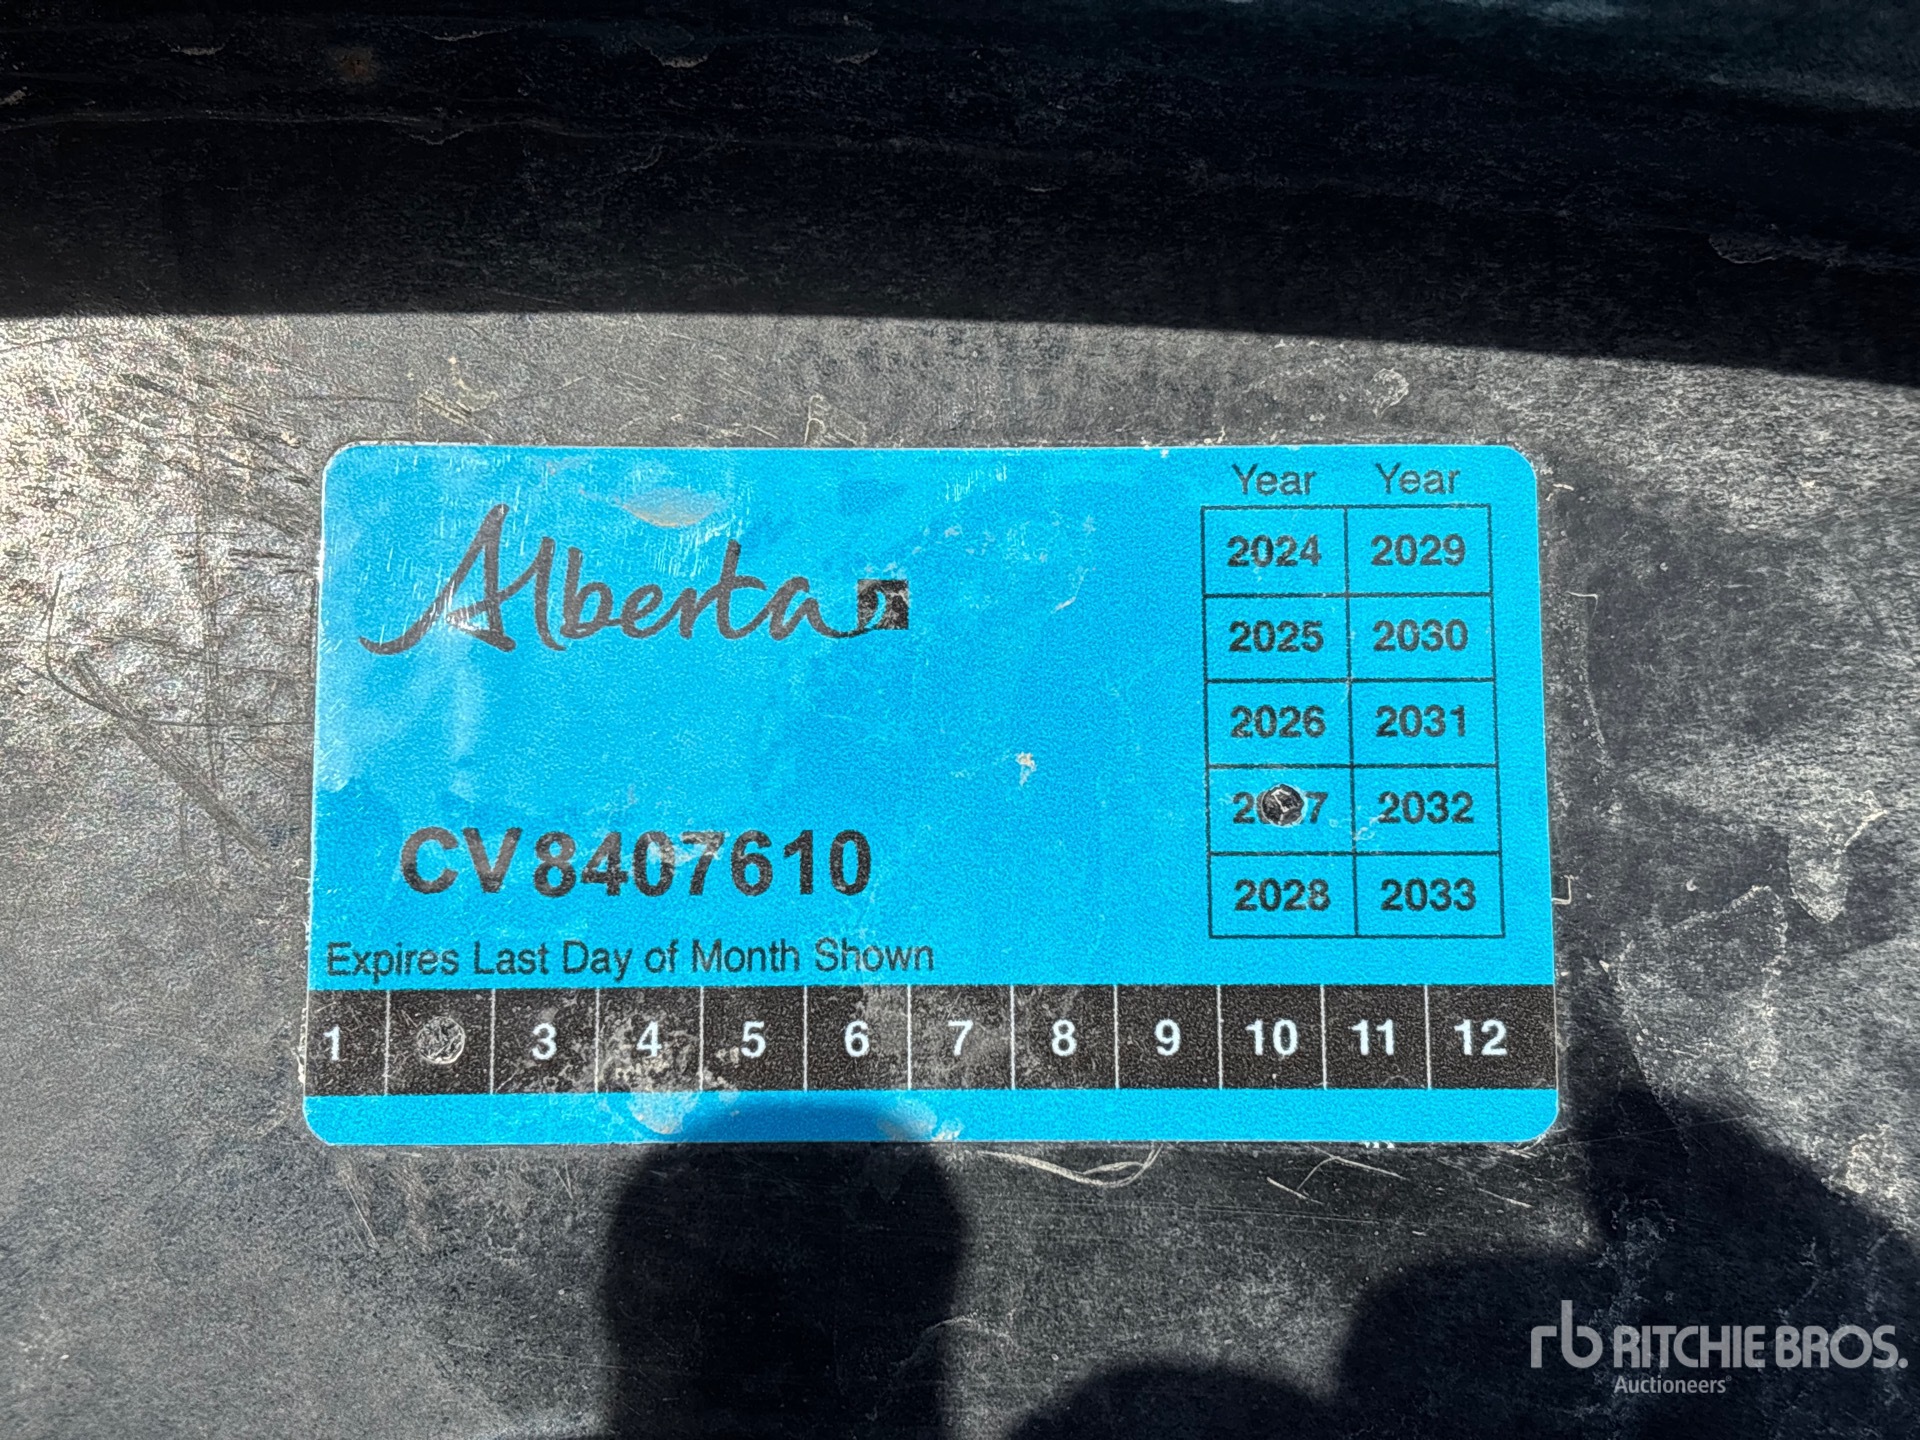 Alberta
Year Year
2024 2029
2025 2030
2026 2031
2032
2028 2033
CV8407610
Expires Last Day of Month Shown
1 3 4 5 6 7 8 9 10 11 12
rb RITCHIE BROS.
Auctioneers